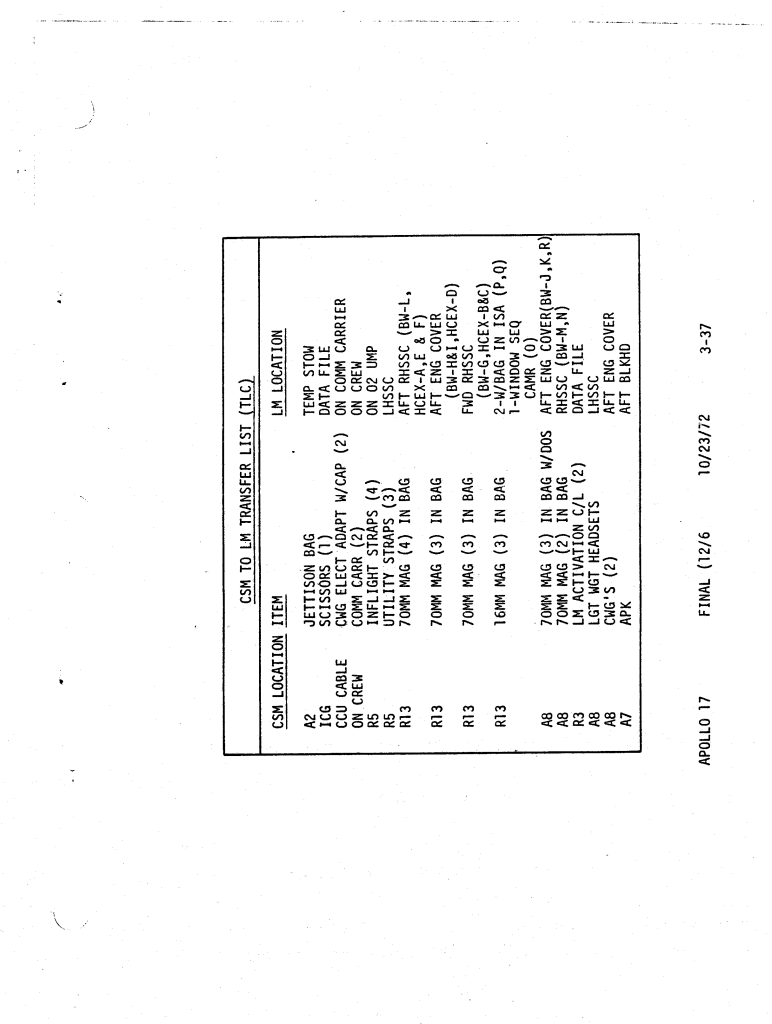 CSM TO LM TRANSFER LIST (TLC)
CSM LOCATION ITEM LM LOCATION
A2 JETTISON BAG TEMP STOW
ICG SCISSORS (1) DATA FILE
CCU CABLE CWG ELECT ADAPT W/CAP (2) ON COMM CARRIER
ON CREW COMM CARR (2) ON CREW
R5 INFLIGHT STRAPS (4) ON O2 UMP
R5 UTILITY STRAPS (3) LHSSC
R13 70MM MAG (4) IN BAG AFT RHSSC (BW-L,
HCEX-A,E & F)
R13 70MM MAG (3) IN BAG AFT ENG COVER
(BW-H&I,HCEX-D)
R13 70MM MAG (3) IN BAG FWD RHSSC
(BW-G,HCEX-B&C)
R13 16MM MAG (3) IN BAG 2-W/BAG IN ISA (P,Q)
1-WINDOW SEQ
CAMR (O)
A8 70MM MAG (3) IN BAG W/DOS AFT ENG COVER(BW-J,K,R)
A8 70MM MAG (2) IN BAG RHSSC (BW-M,N)
R3 LM ACTIVATION C/L (2) DATA FILE
A8 LGT WGT HEADSETS LHSSC
A8 CWG'S (2) AFT ENG COVER
A7 APK AFT BLKHD
APOLLO 17 FINAL (12/6 10/23/72 3-37